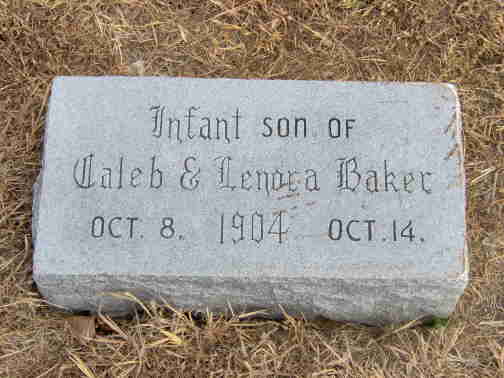 Infant SON OF
Caleb & Lenora Baker
OCT. 8. 1904 OCT. 14.